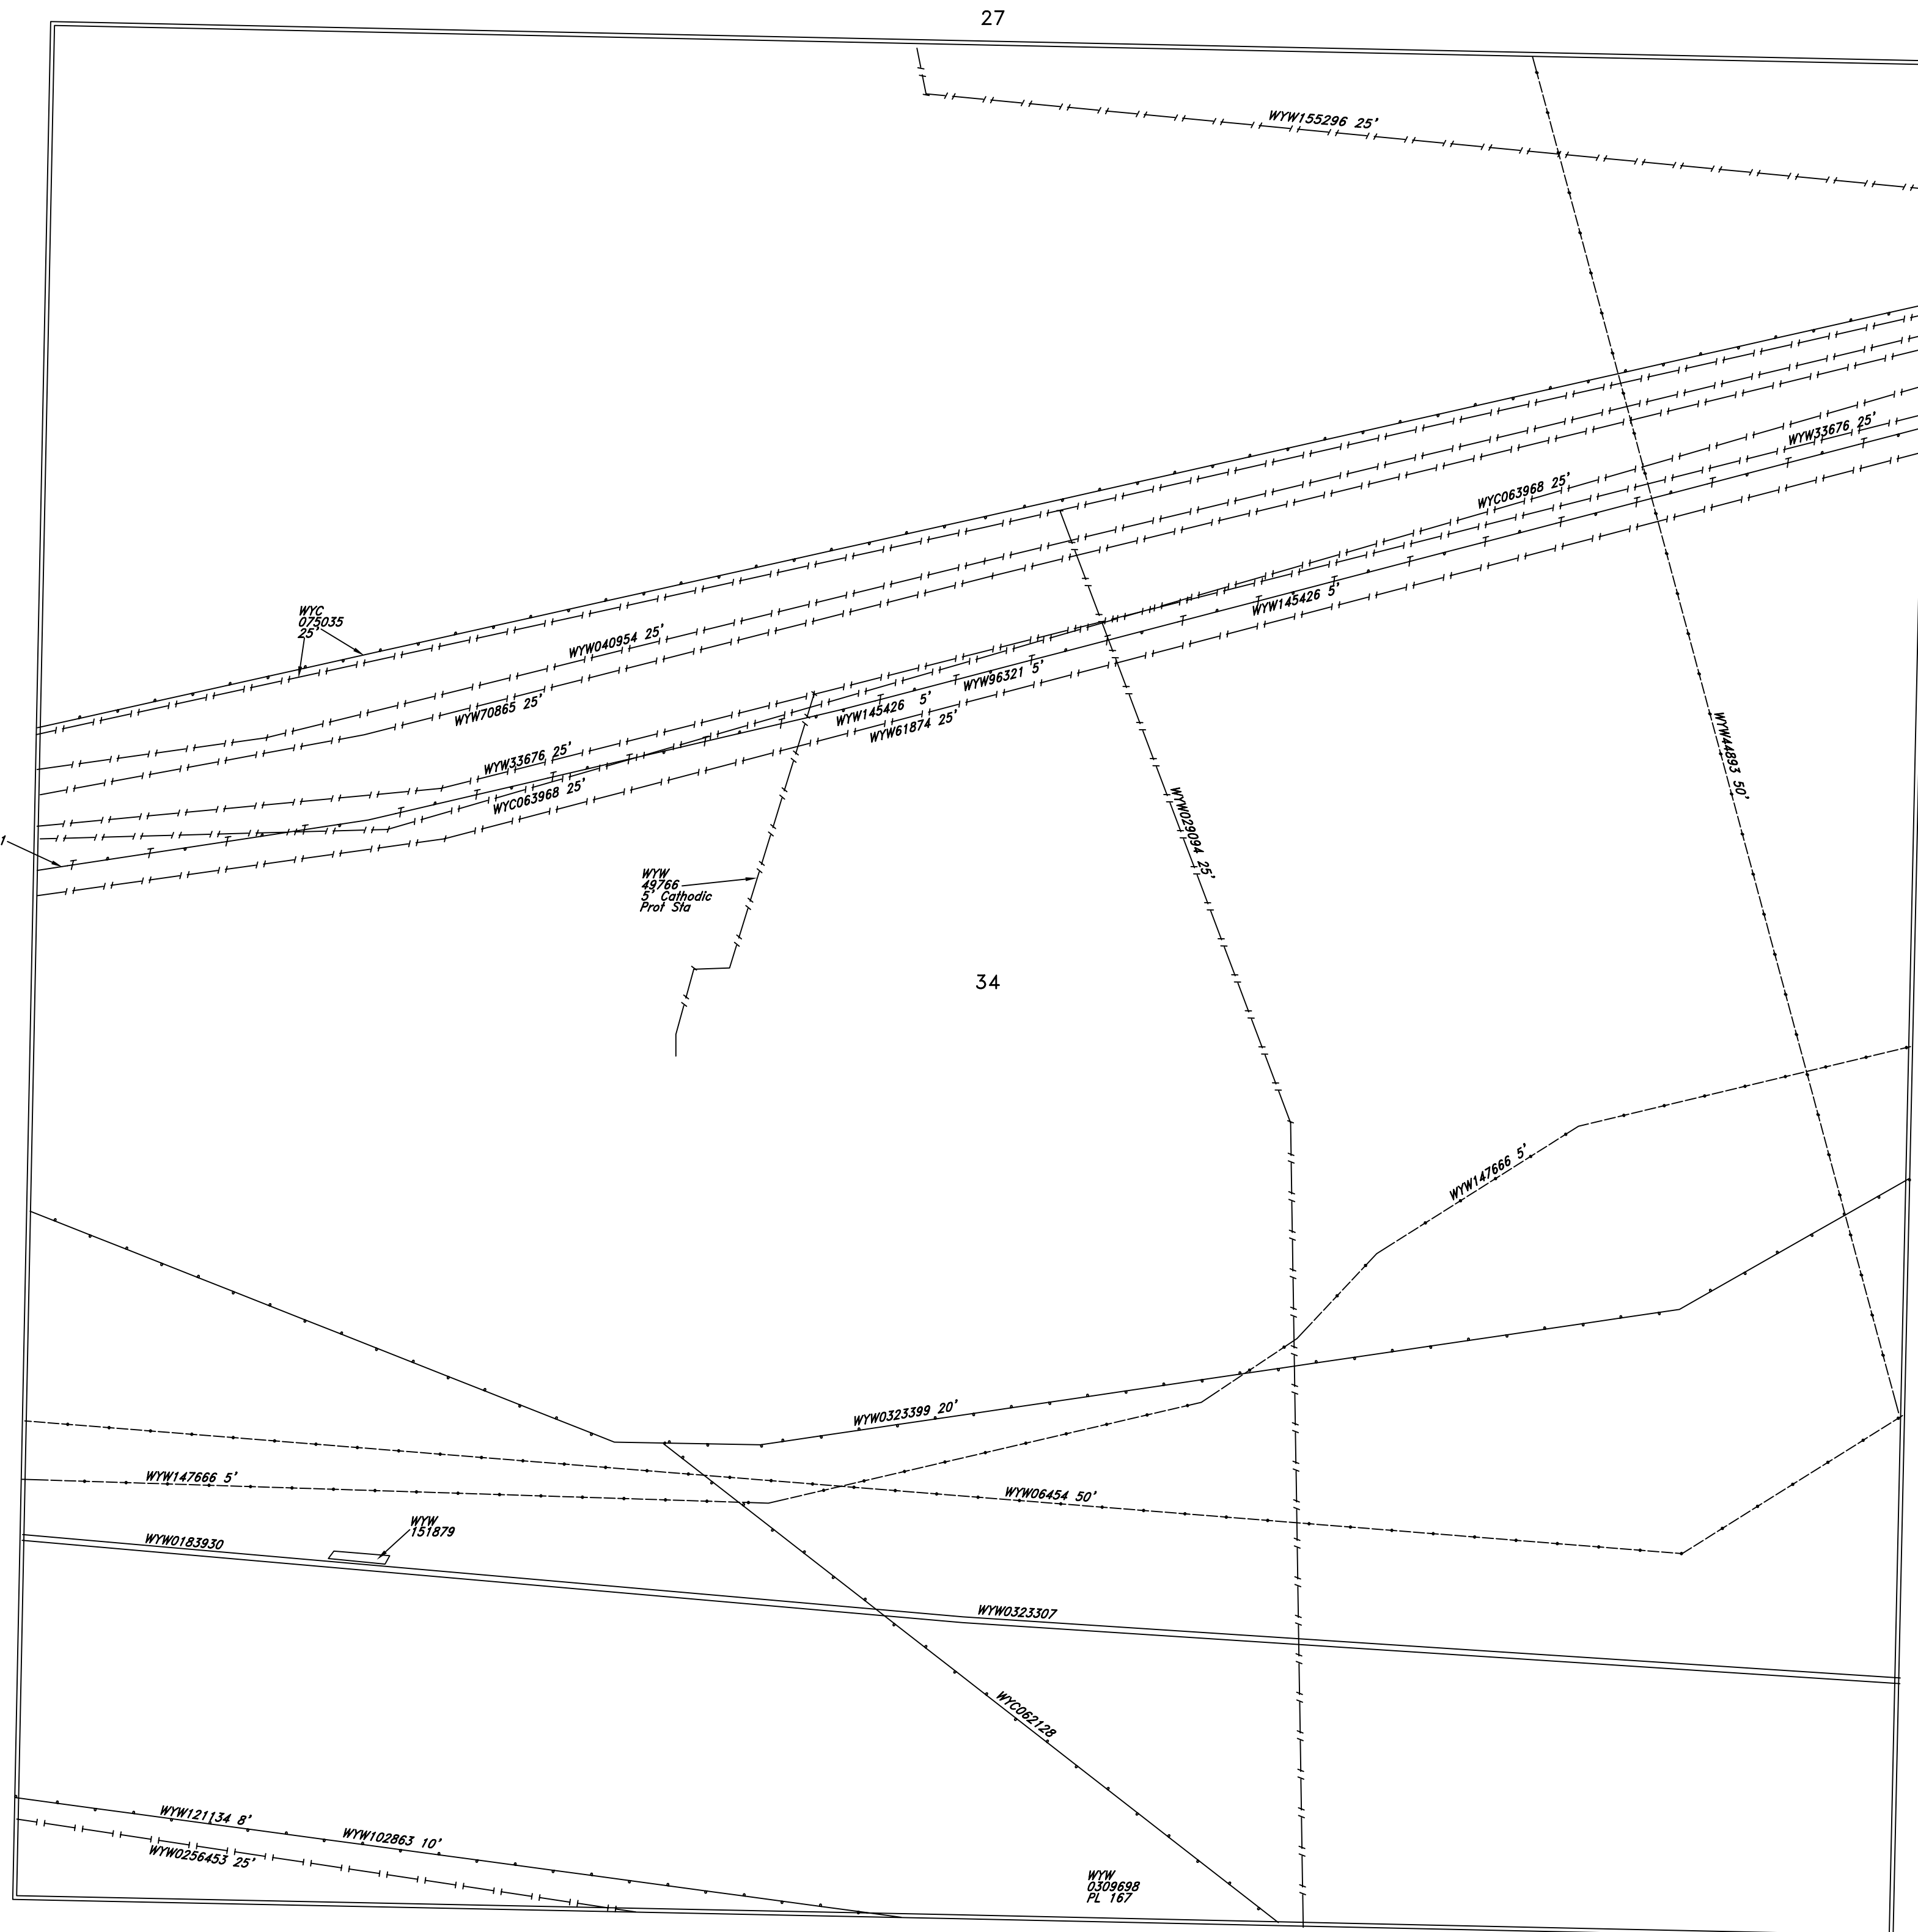 27
WYW155296 25'
WYW33676 25'
WYC063968 25'
WYC
075035
25'
WYW145426 5'
WYW040954 25'
WYW96321 5'
WYW70865 25'
WYW145426 5'
WYW61874 25'
WYW33676 25'
WYW44893 50'
WYC063968 25'
WYW029094 25'
1
WYW
49766
5' Cathodic
Prot Sta
34
WYW147666 5'
WYW0323399 20'
WYW147666 5'
WYW06454 50'
WYW
151879
WYW0183930
WYW0323307
WYC062128
WYW121134 8'
WYW102863 10'
WYW0256453 25'
WYW
0309698
PL 167